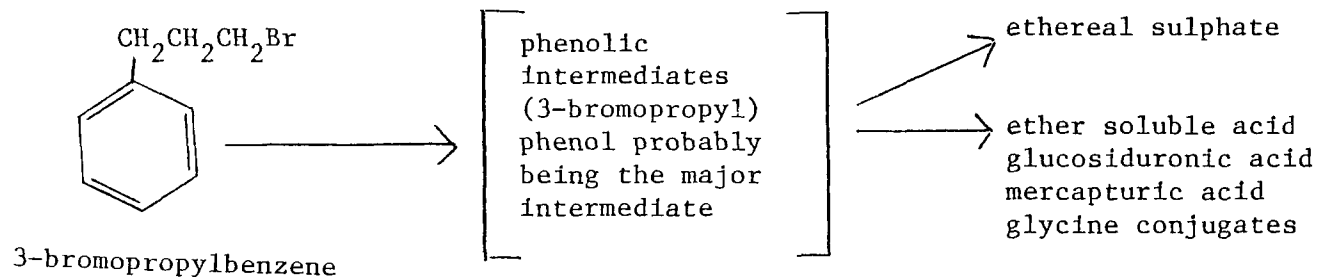 CH2CH2CH2Br
3-bromopropylbenzene
phenolic
intermediates
(3-bromopropyl)
phenol probably
being the major
intermediate
ethereal sulphate
ether soluble acid
glucosiduronic acid
mercapturic acid
glycine conjugates